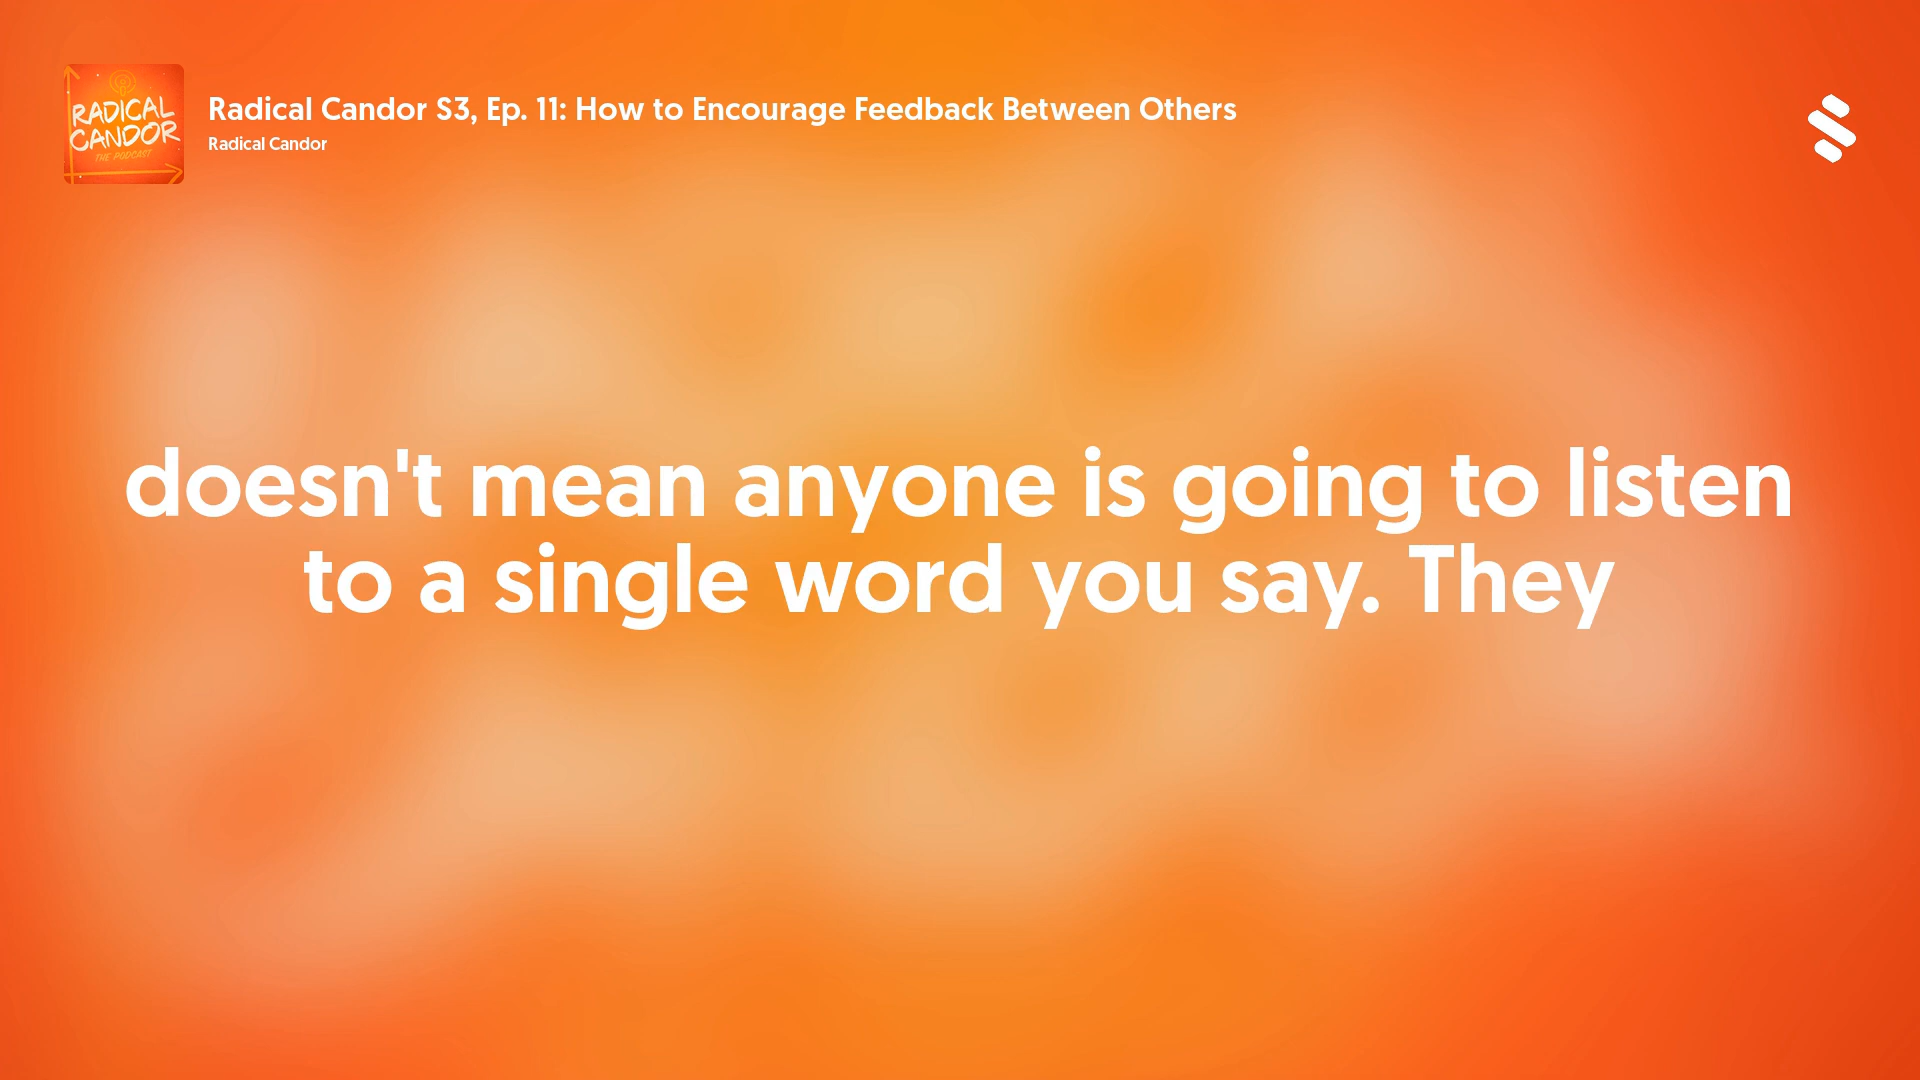 RADICAL
CANDOR
THE PODCAST
Radical Candor S3, Ep. 11: How to Encourage Feedback Between Others
Radical Candor
doesn't mean anyone is going to listen
to a single word you say. They